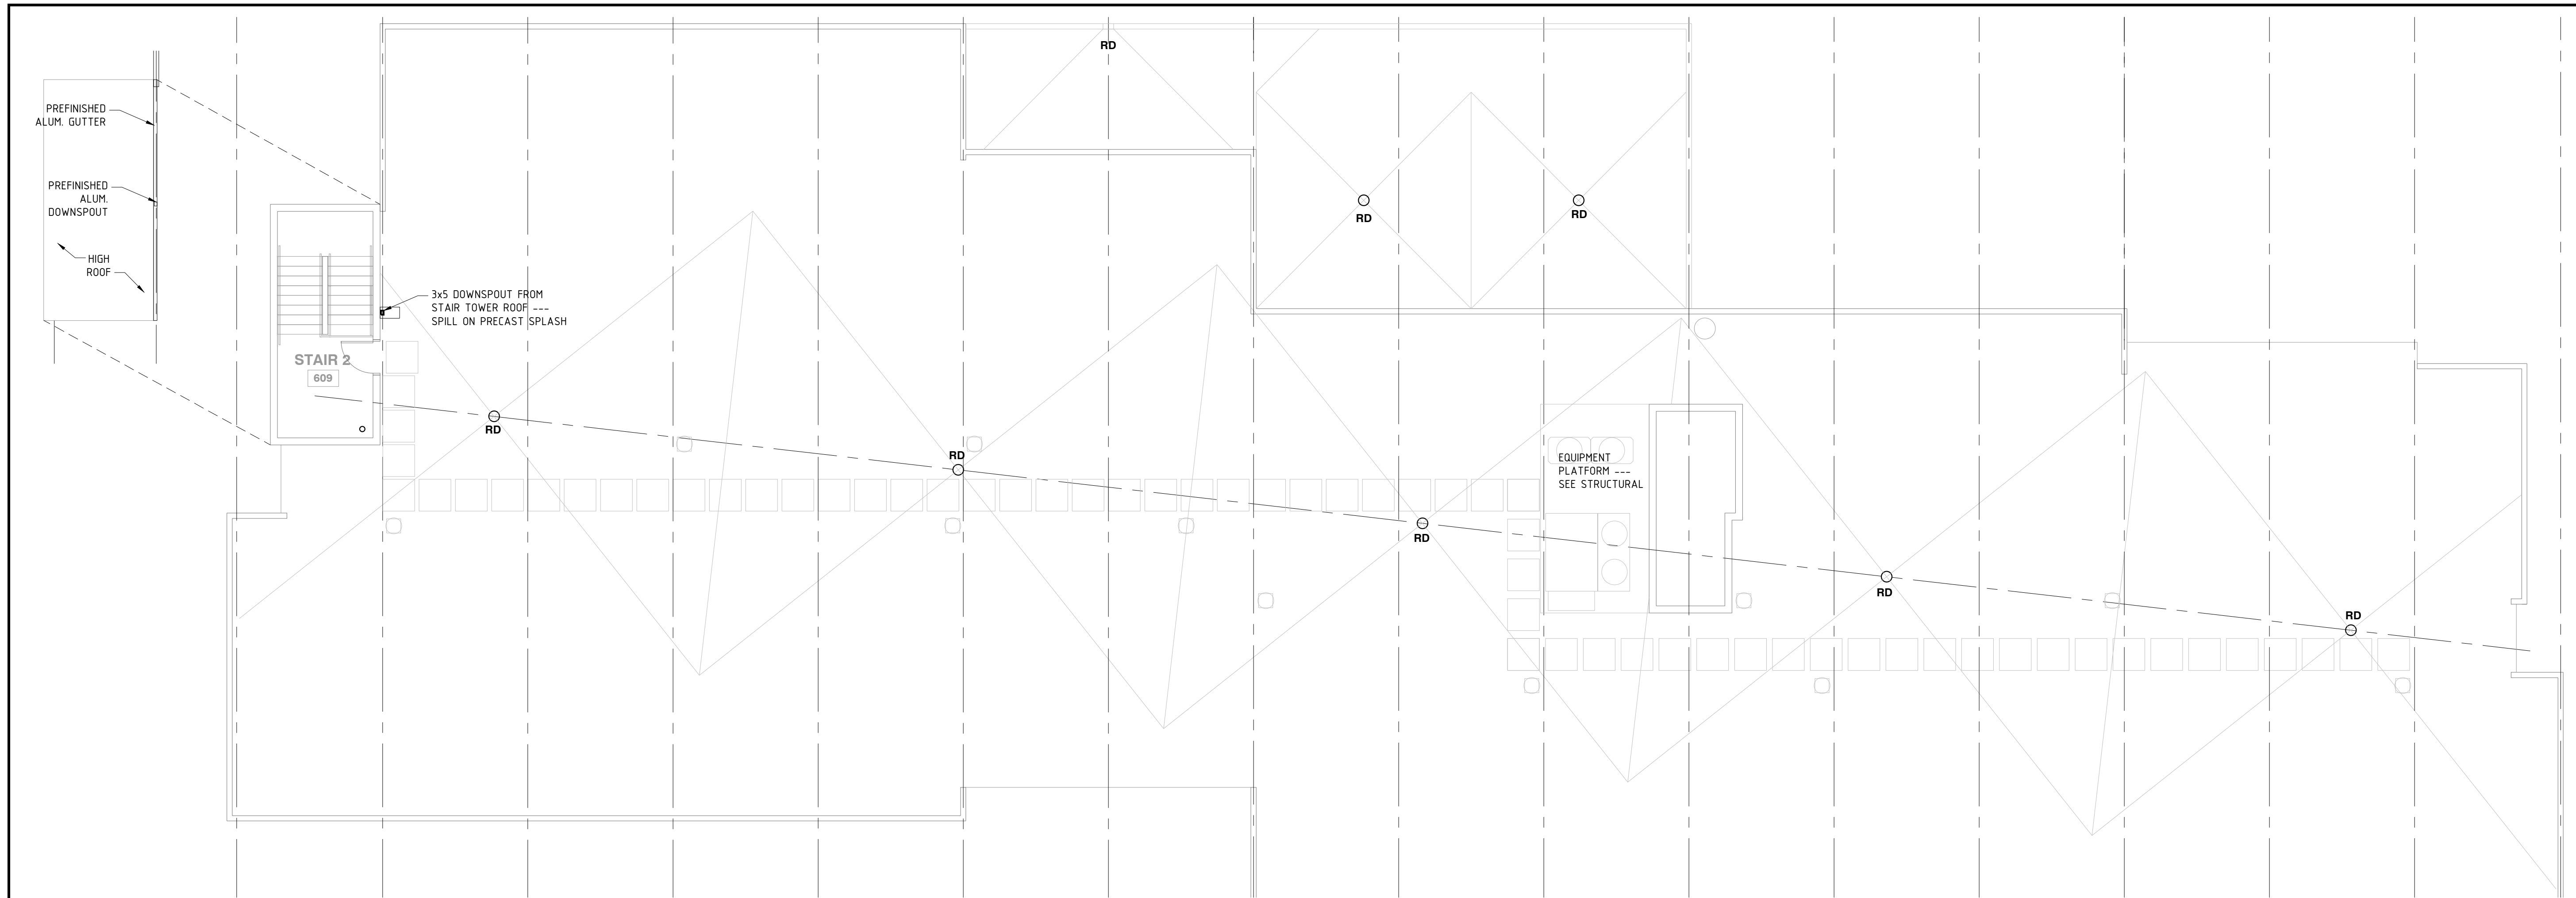 RD
PREFINISHED
ALUM. GUTTER
PREFINISHED
ALUM.
DOWNSPOUT
HIGH
ROOF
RD
RD
3x5 DOWNSPOUT FROM
STAIR TOWER ROOF ---
SPILL ON PRECAST SPLASH
STAIR 2
609
RD
RD
EQUIPMENT
PLATFORM ---
SEE STRUCTURAL
RD
RD
RD